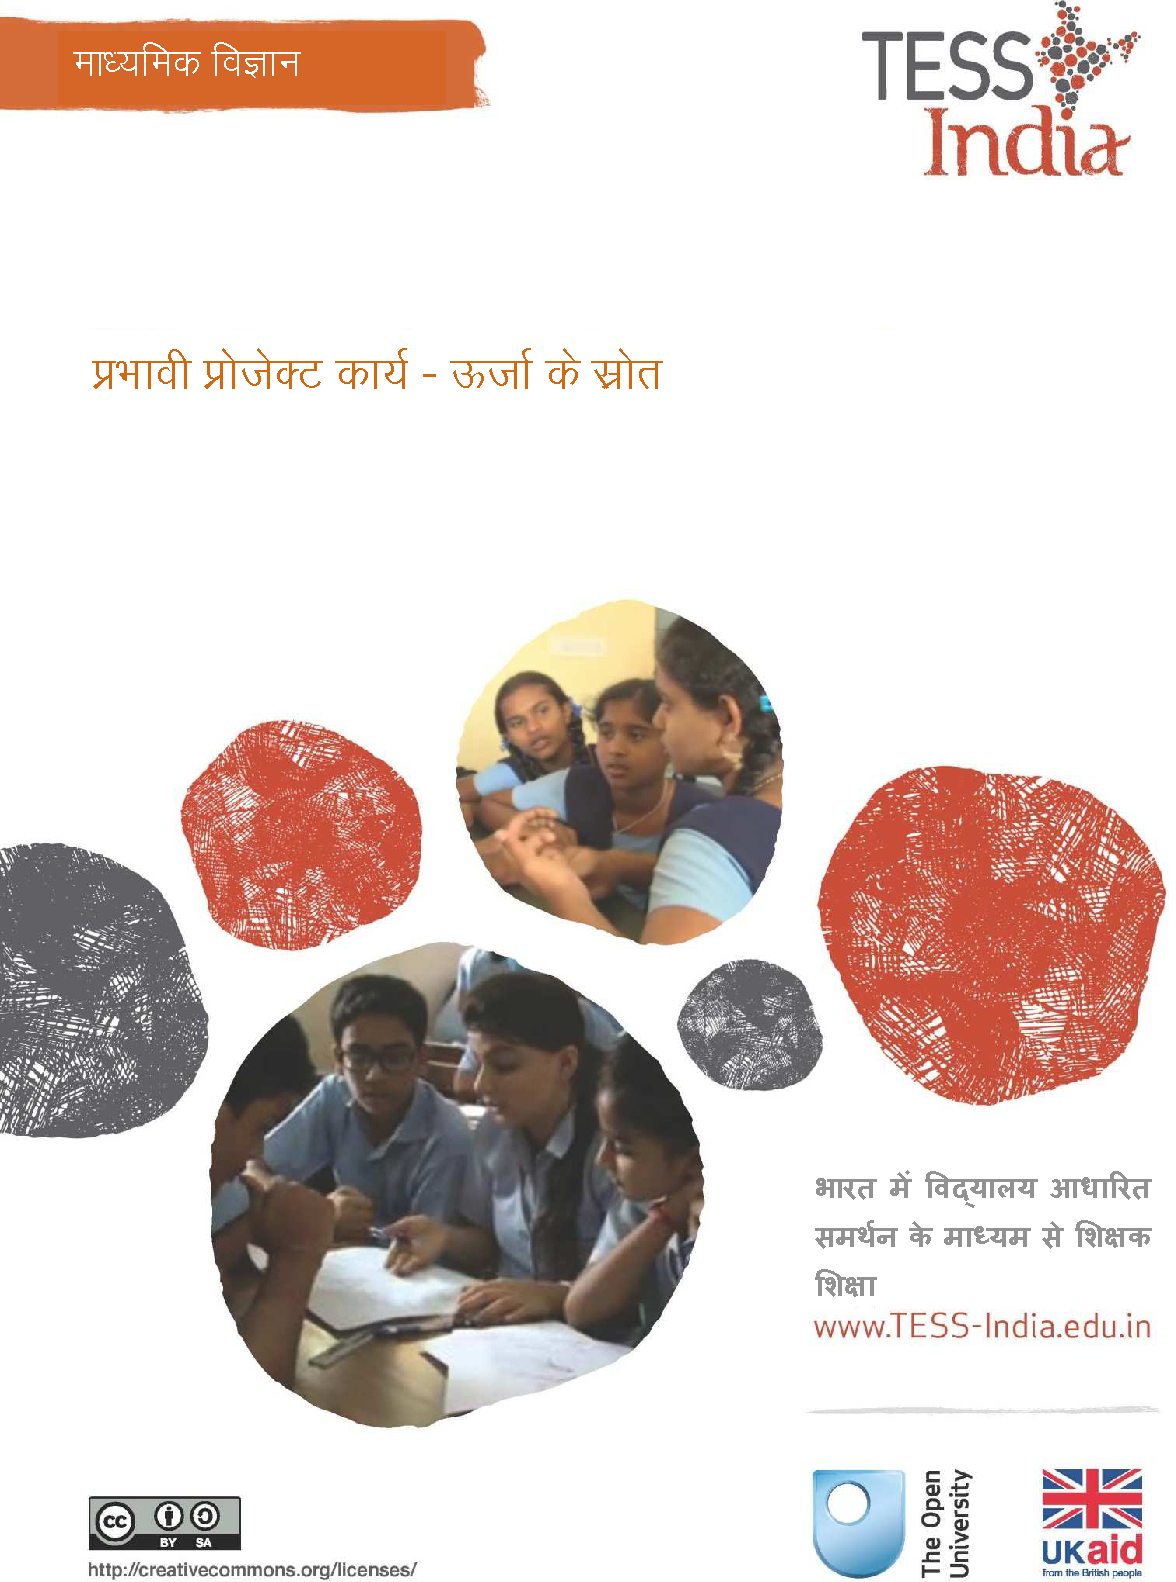 माध्यमिक विज्ञान
TESS
India
प्रभावी प्रोजेक्ट कार्य - ऊर्जा के स्रोत
भारत में विद्यालय आधारित
समर्थन के माध्यम से शिक्षक
शिक्षा
www.TESS-India.edu.in
cc BY SA
http://creativecommons.org/licenses/
The Open
University
UKaid
from the British people